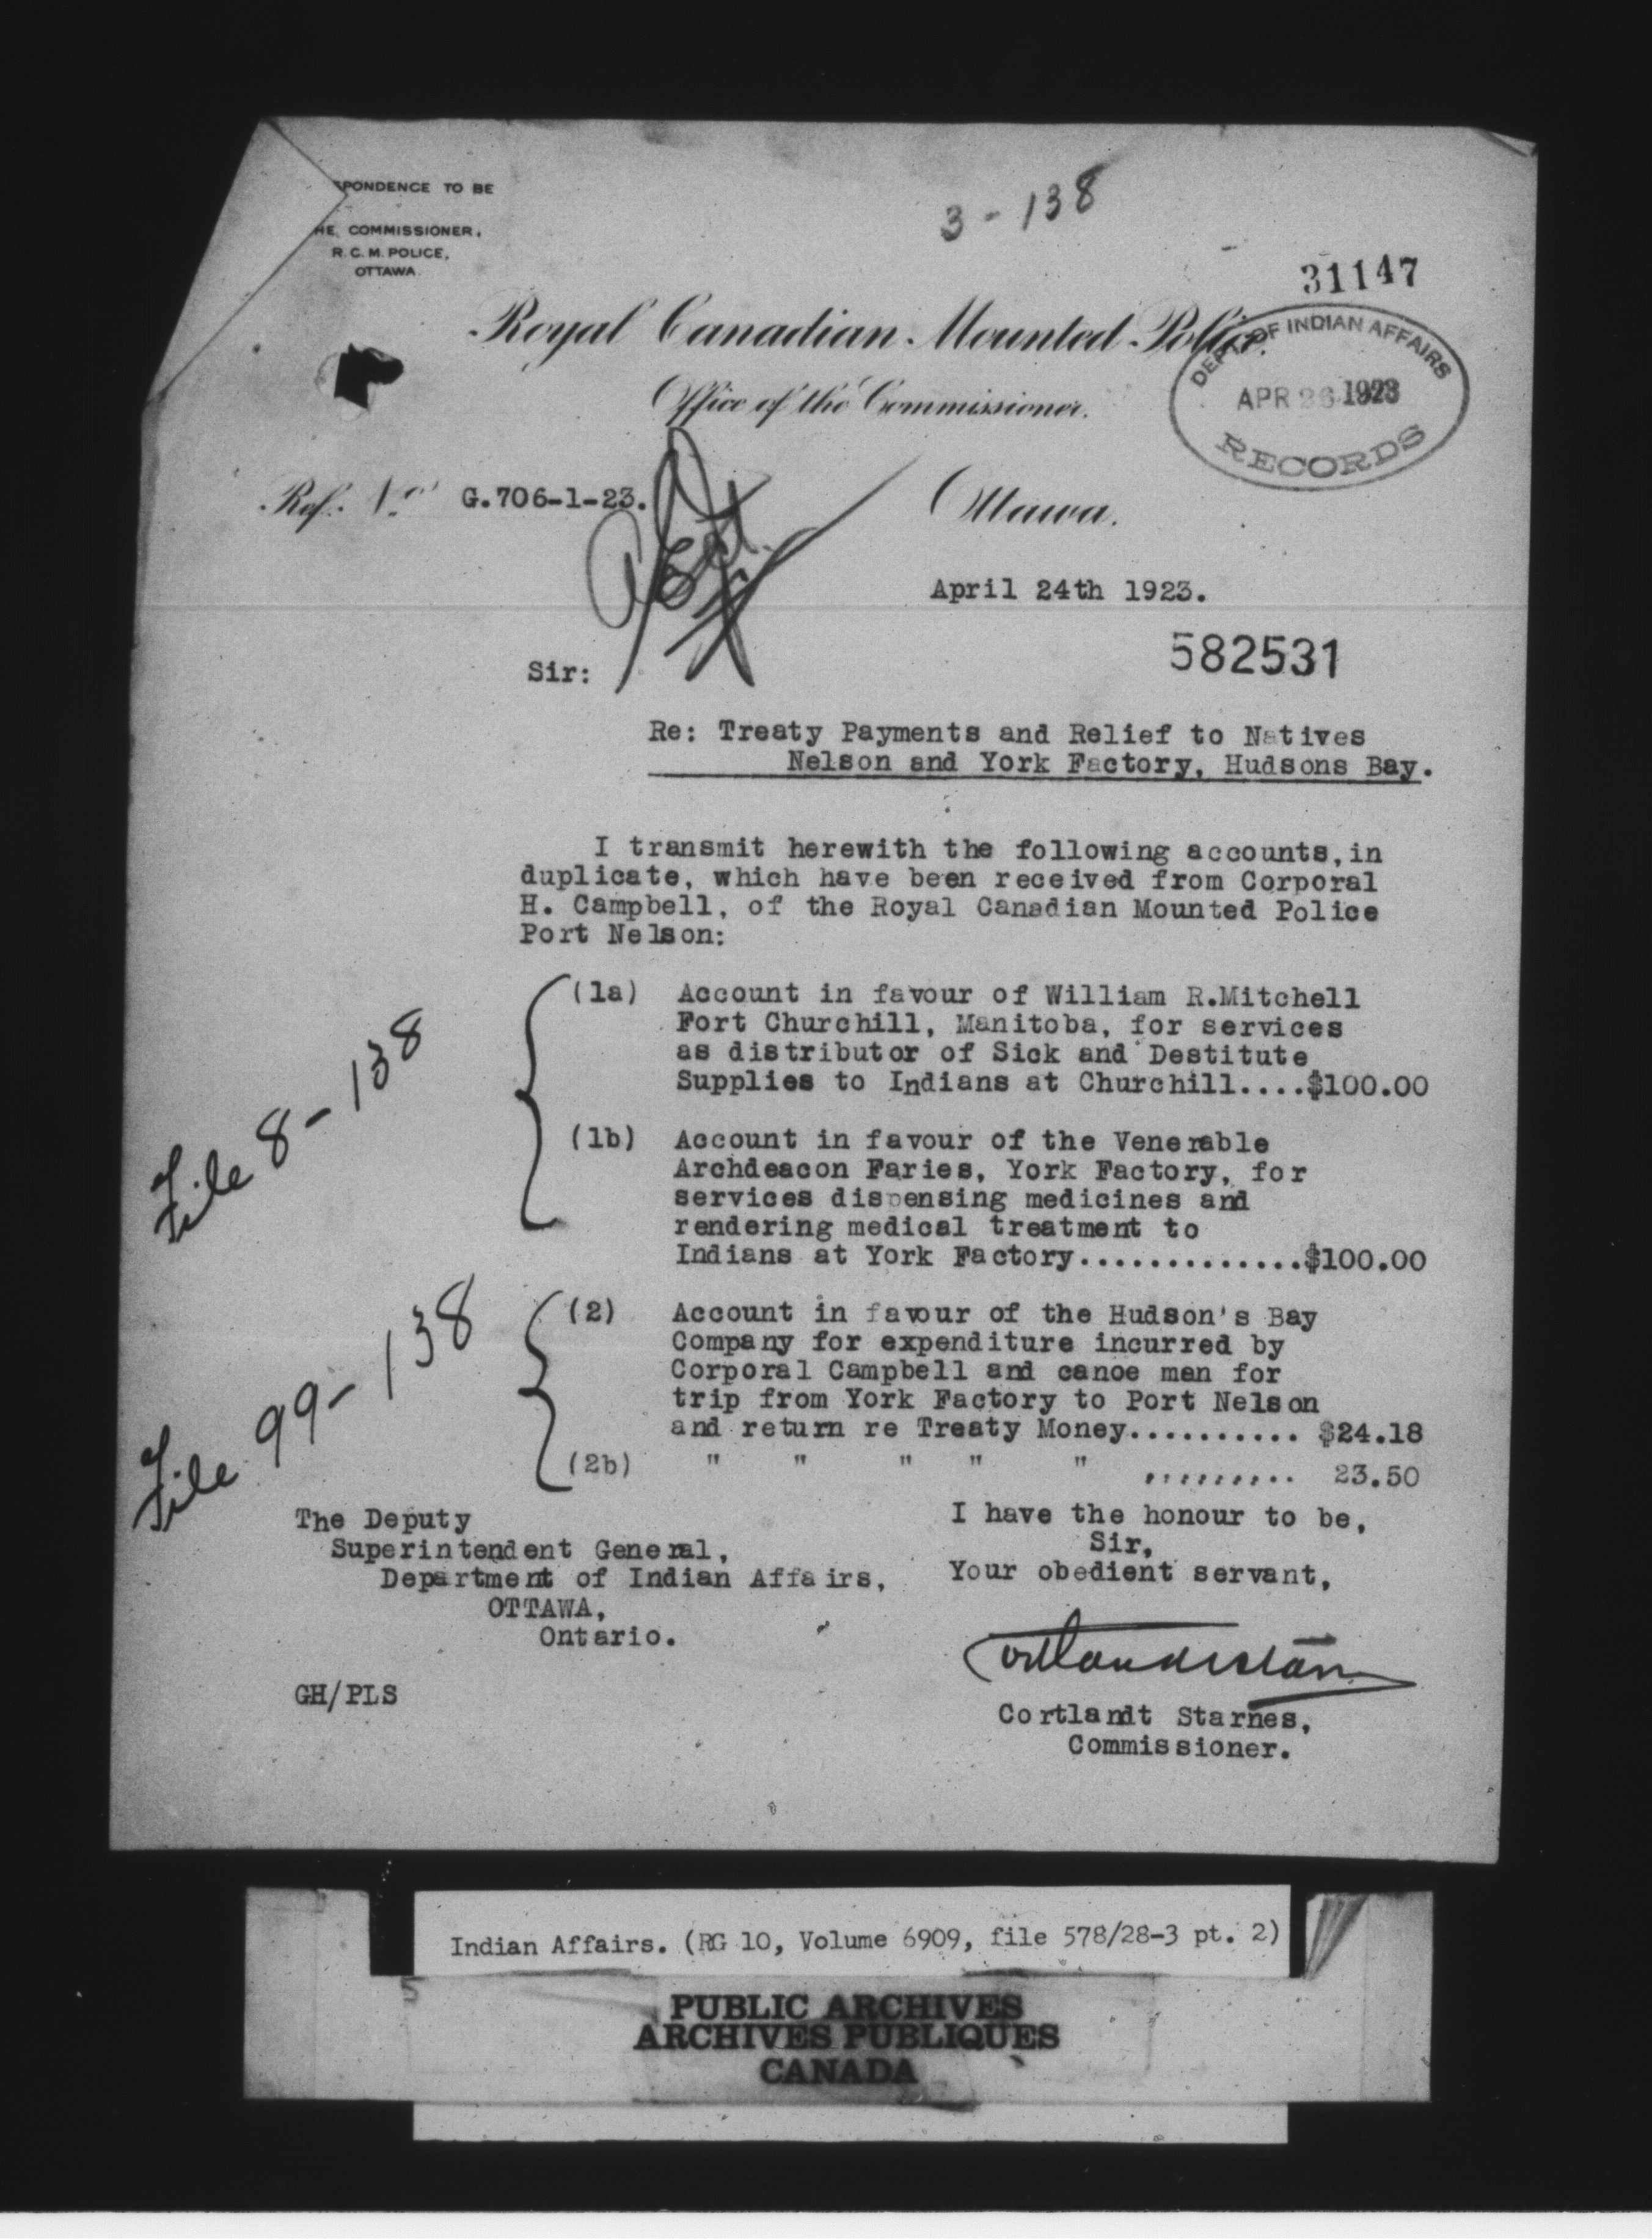 SPONDENCE TO BE
HE COMMISSIONER,
R.C.M. POLICE,
OTTAWA.
3-138
31147
Royal Canadian Mounted Police.
Office of the Commissioner.
DEPT. OF INDIAN AFFAIRS
APR 26 1923
RECORDS
Ref. No G.706-1-23.
Ottawa.
April 24th 1923.
582531
Sir:
Re: Treaty Payments and Relief to Natives
Nelson and York Factory, Hudsons Bay.
I transmit herewith the following accounts, in
duplicate, which have been received from Corporal
H. Campbell, of the Royal Canadian Mounted Police
Port Nelson:
File 8-138
(1a) Account in favour of William R.Mitchell
Fort Churchill, Manitoba, for services
as distributor of Sick and Destitute
Supplies to Indians at Churchill....$100.00
(1b) Account in favour of the Venerable
Archdeacon Faries, York Factory, for
services dispensing medicines and
rendering medical treatment to
Indians at York Factory.............$100.00
File 99-138
(2) Account in favour of the Hudson's Bay
Company for expenditure incurred by
Corporal Campbell and canoe man for
trip from York Factory to Port Nelson
and return re Treaty Money.......... $24.18
(2b) " " " " " ......... 23.50
The Deputy
Superintendent General,
Department of Indian Affairs,
OTTAWA,
Ontario.
I have the honour to be,
Sir,
Your obedient servant,
Cortlandt Starnes
Cortlandt Starnes,
Commissioner.
GH/PLS
Indian Affairs. (RG 10, Volume 6909, file 578/28-3 pt. 2)
PUBLIC ARCHIVES
ARCHIVES PUBLIQUES
CANADA